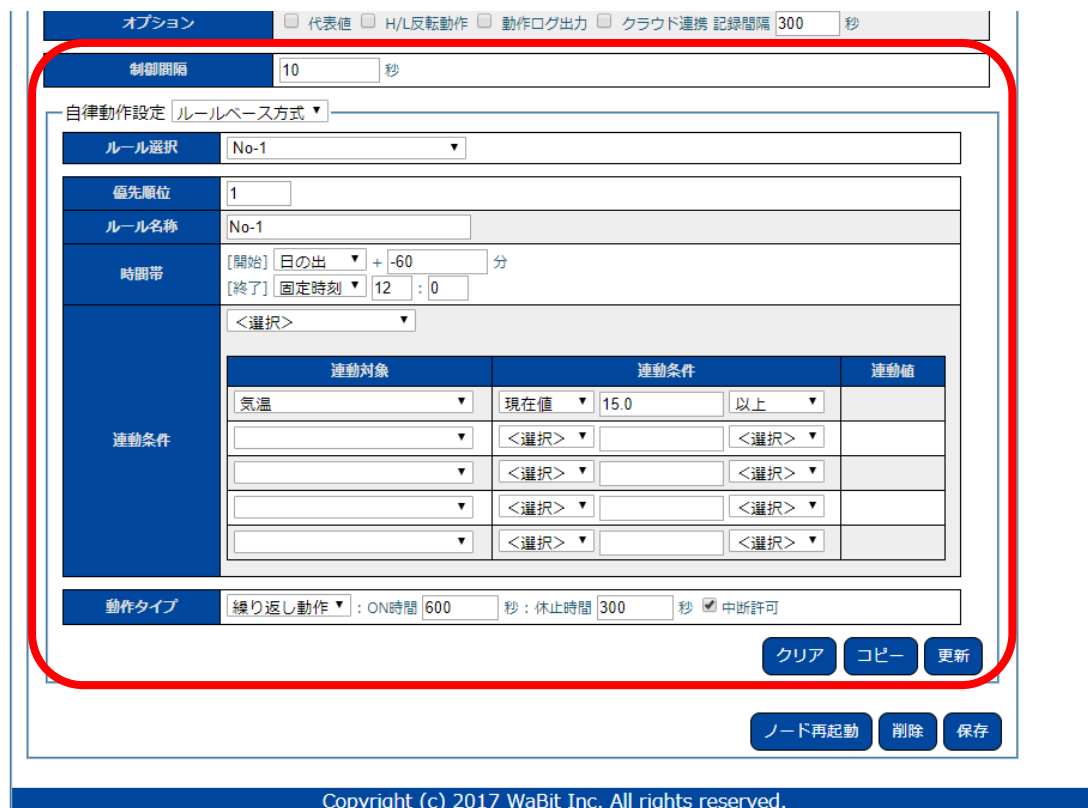 オプション 代表値 H/L反転動作 動作ログ出力 クラウド連携 記録間隔 300 秒
制御間隔 10 秒
自律動作設定 ルールベース方式
ルール選択 No-1
優先順位 1
ルール名称 No-1
時間帯 [開始] 日の出 + -60 分
[終了] 固定時刻 12 : 0
<選択>
連動対象 連動条件 連動値
気温 現在値 15.0 以上
連動条件 <選択> <選択>
<選択> <選択>
<選択> <選択>
<選択> <選択>
動作タイプ 繰り返し動作 : ON時間 600 秒 : 休止時間 300 秒 中断許可
クリア コピー 更新
ノード再起動 削除 保存
Copyright (c) 2017 WaBit Inc. All rights reserved.